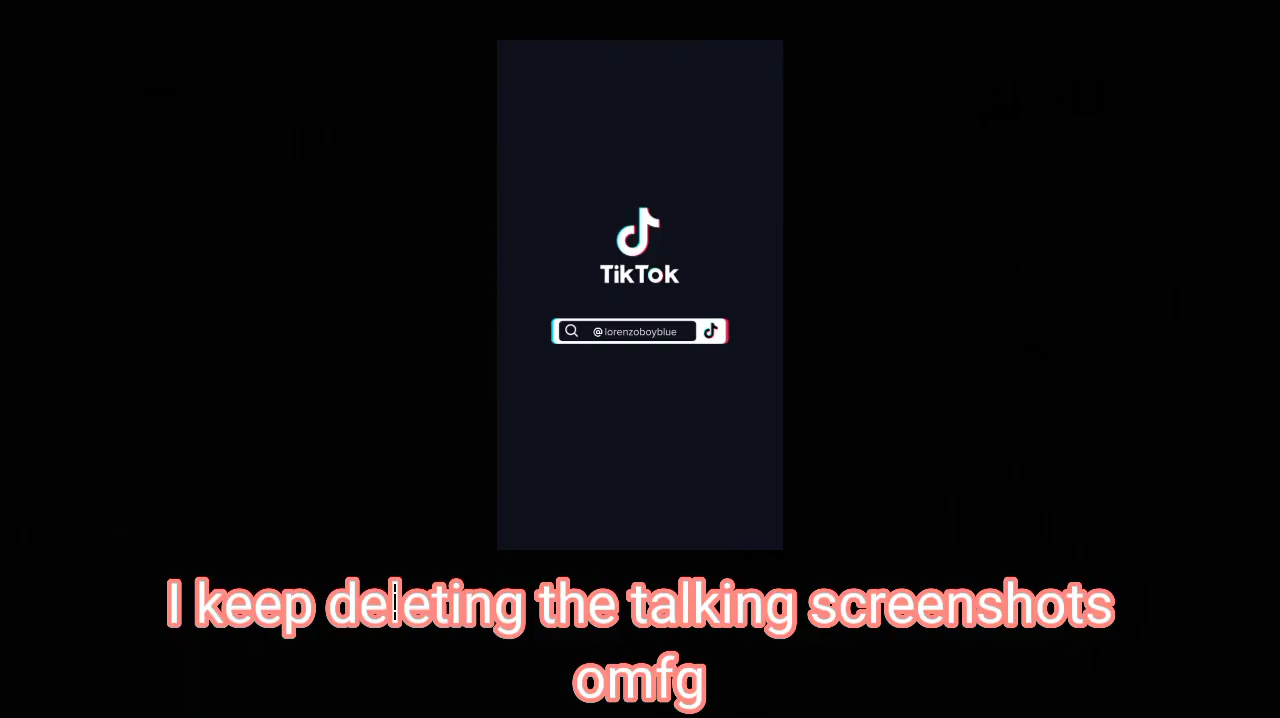 TikTok
@lorenzoboyblue
I keep deleting the talking screenshots
omfg